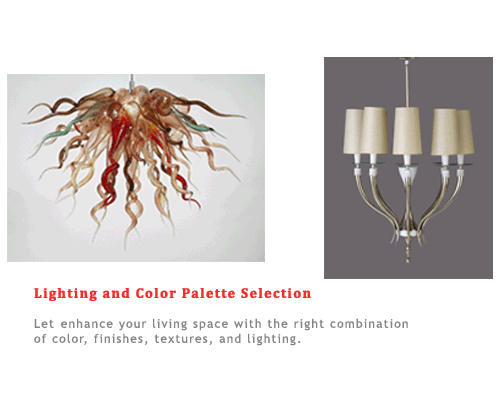 Lighting and Color Palette Selection
Let enhance your living space with the right combination
of color, finishes, textures, and lighting.